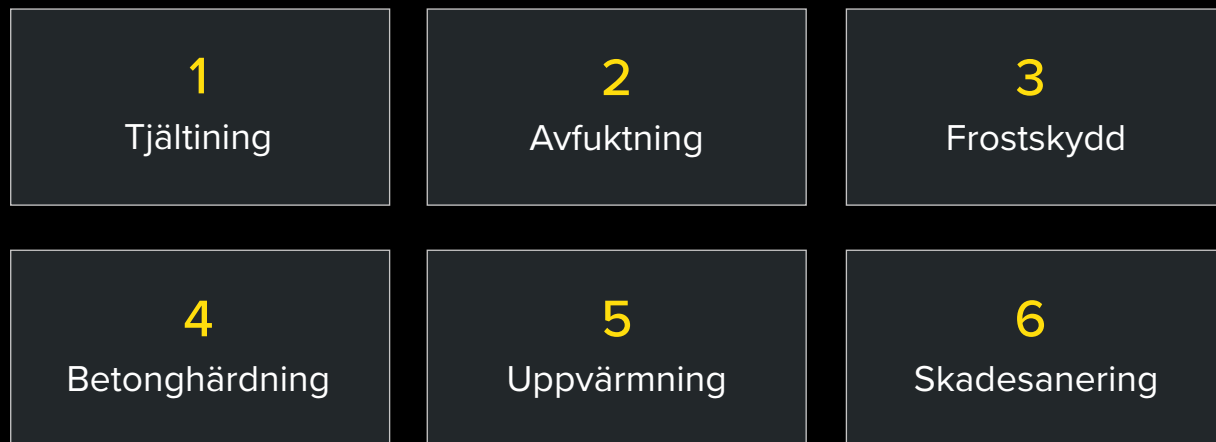 1
Tjältining
2
Avfuktning
3
Frostskydd
4
Betonghärdning
5
Uppvärmning
6
Skadesanering